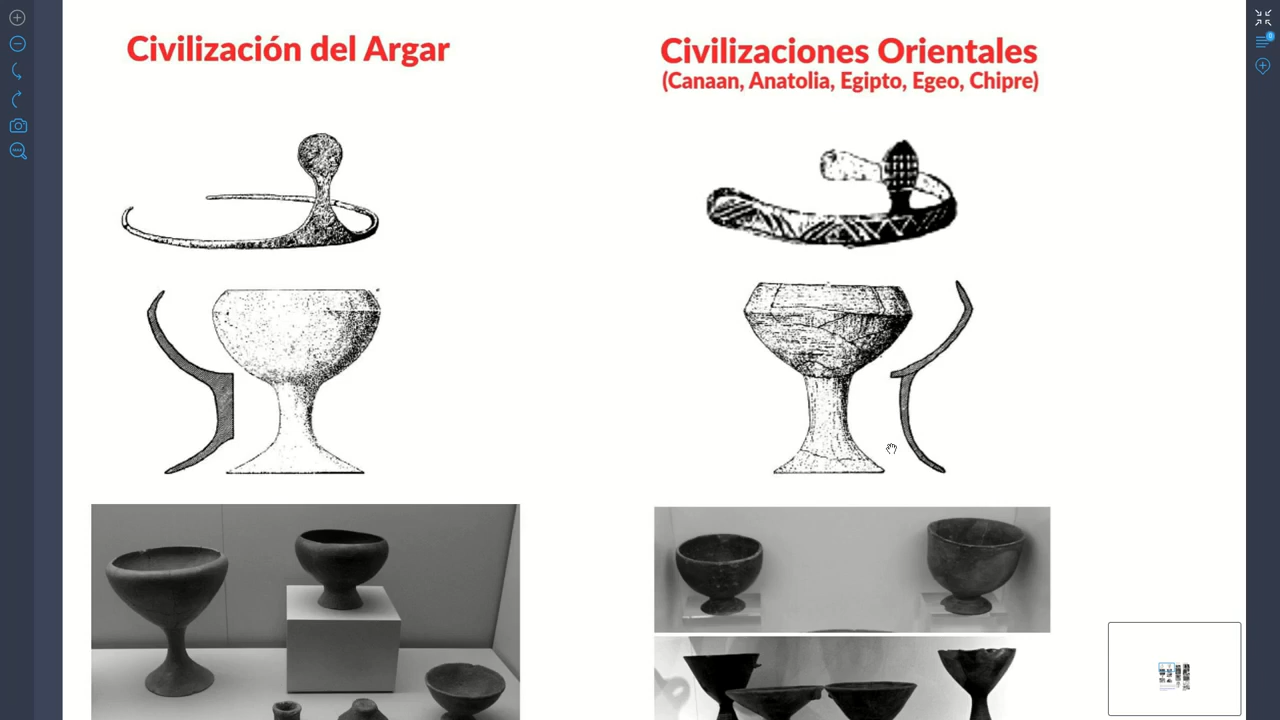 Civilización del Argar
Civilizaciones Orientales
(Canaan, Anatolia, Egipto, Egeo, Chipre)